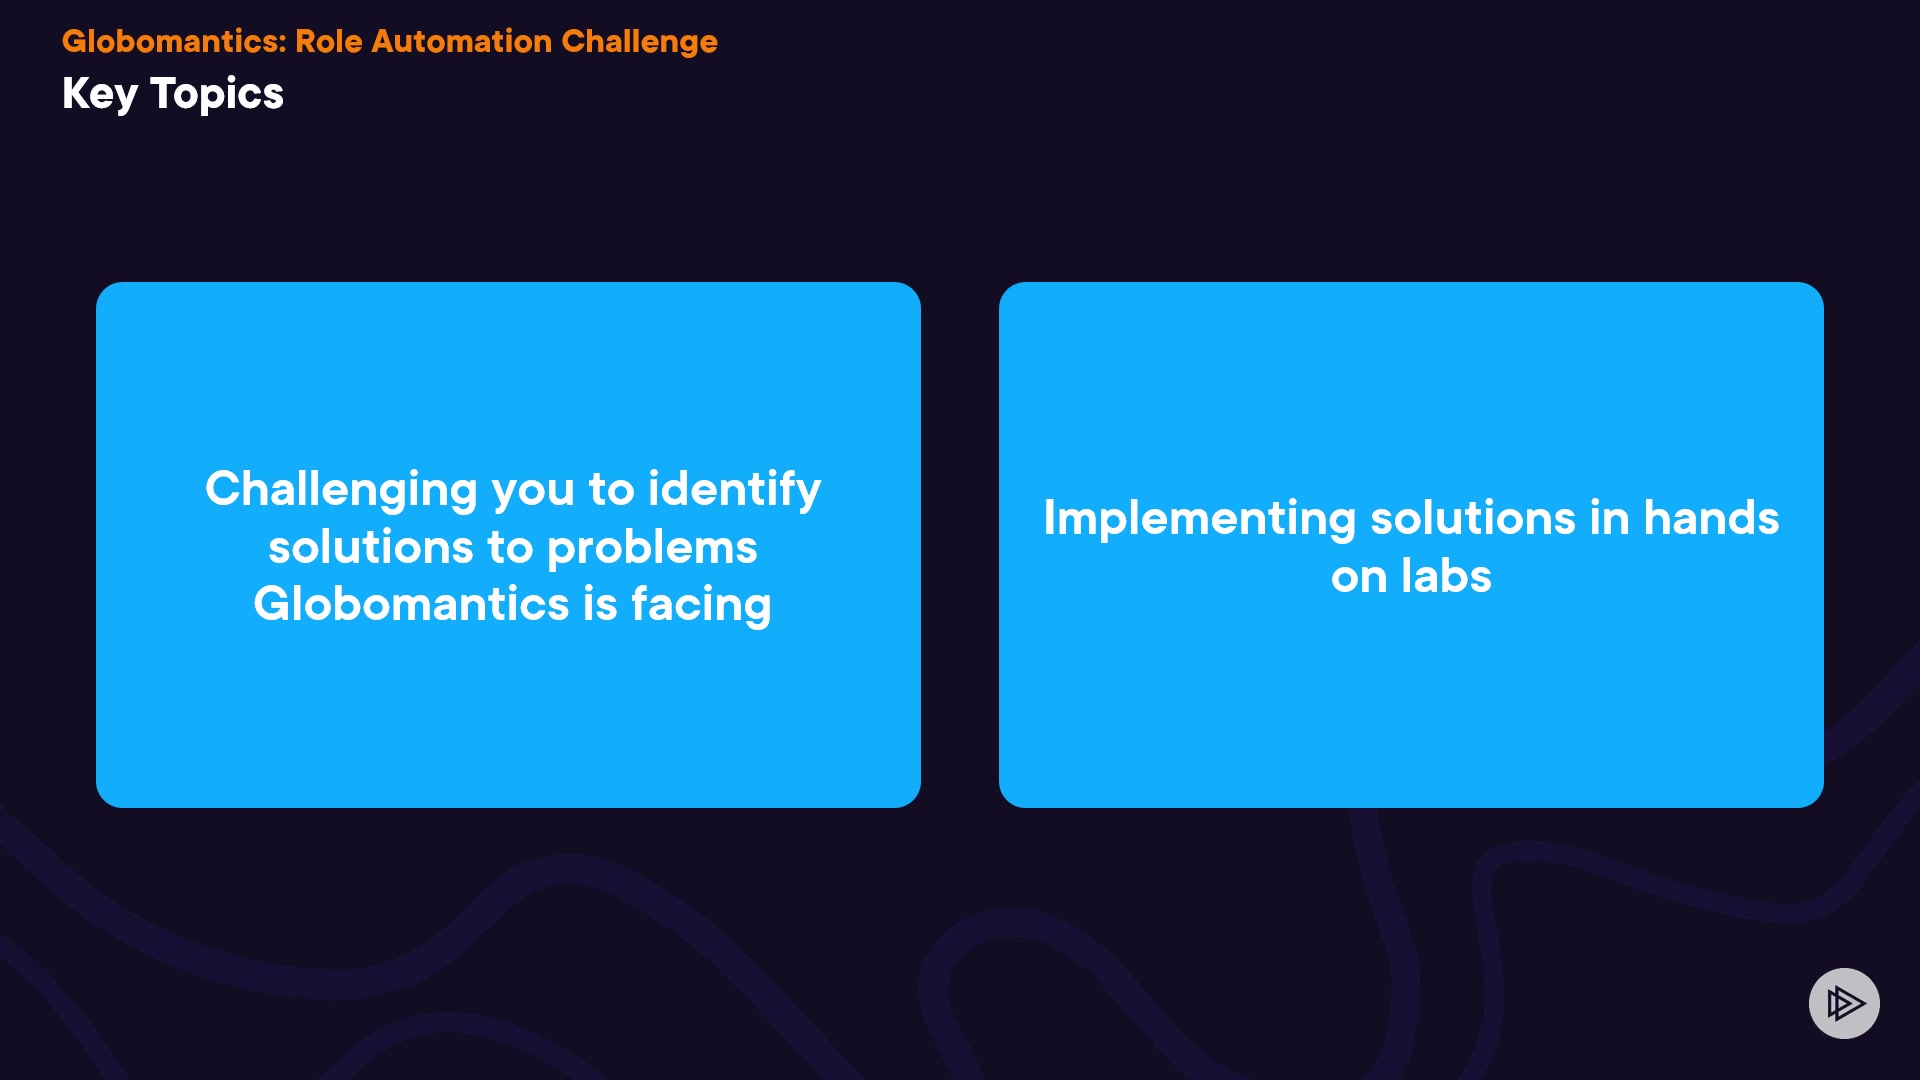 Globomantics: Role Automation Challenge
Key Topics
Challenging you to identify
solutions to problems
Globomantics is facing
Implementing solutions in hands
on labs